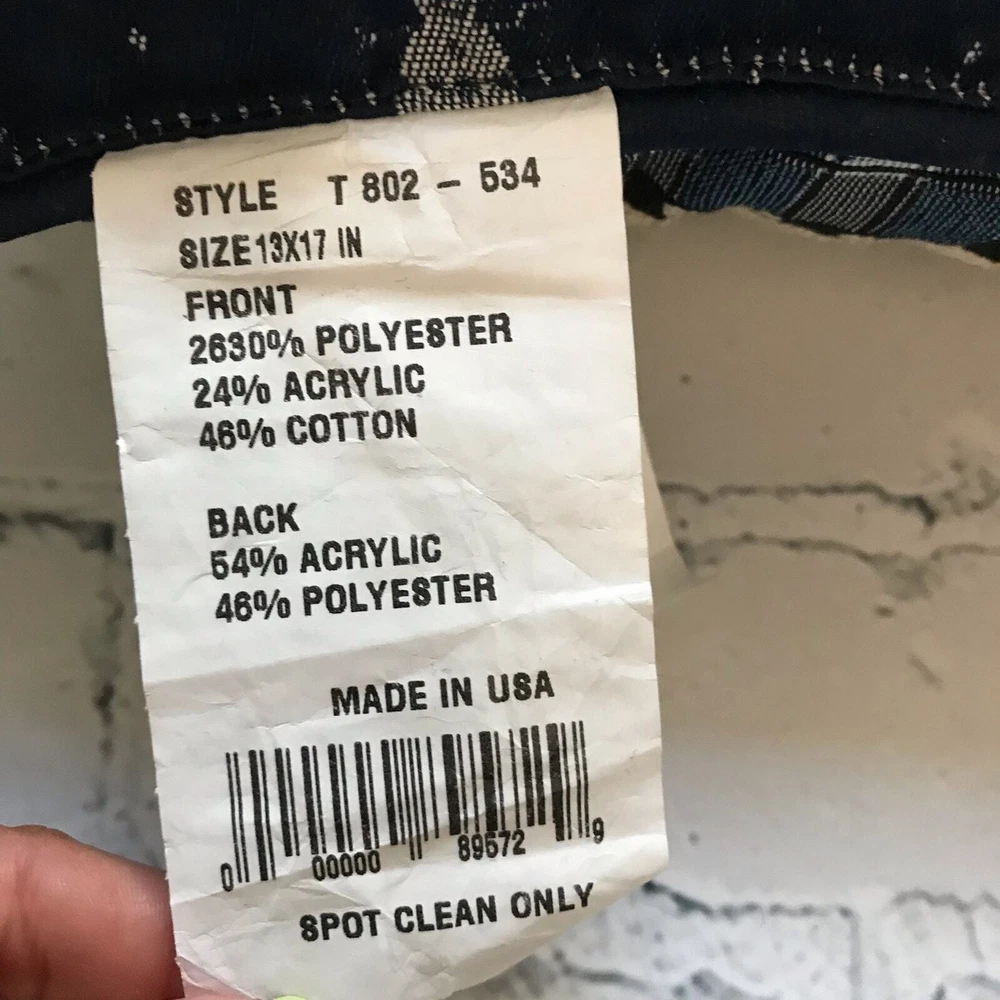 STYLE T 802 - 534
SIZE 13X17 IN
FRONT
2630% POLYESTER
24% ACRYLIC
46% COTTON
BACK
54% ACRYLIC
46% POLYESTER
MADE IN USA
0 00000 89572 9
SPOT CLEAN ONLY